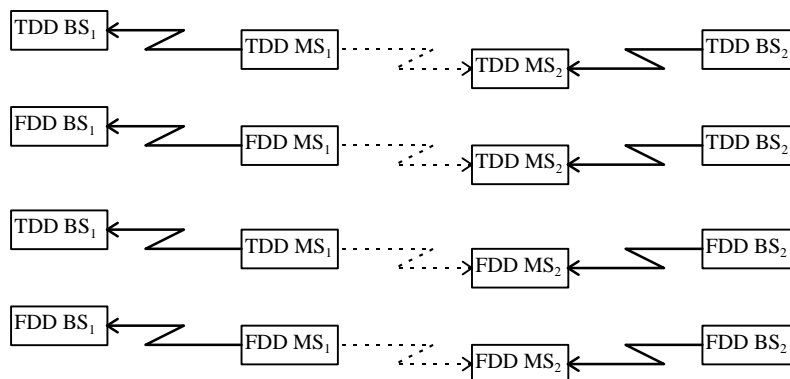 TDD BS₁ TDD MS₁ TDD MS₂ TDD BS₂
FDD BS₁ FDD MS₁ TDD MS₂ TDD BS₂
TDD BS₁ TDD MS₁ FDD MS₂ FDD BS₂
FDD BS₁ FDD MS₁ FDD MS₂ FDD BS₂